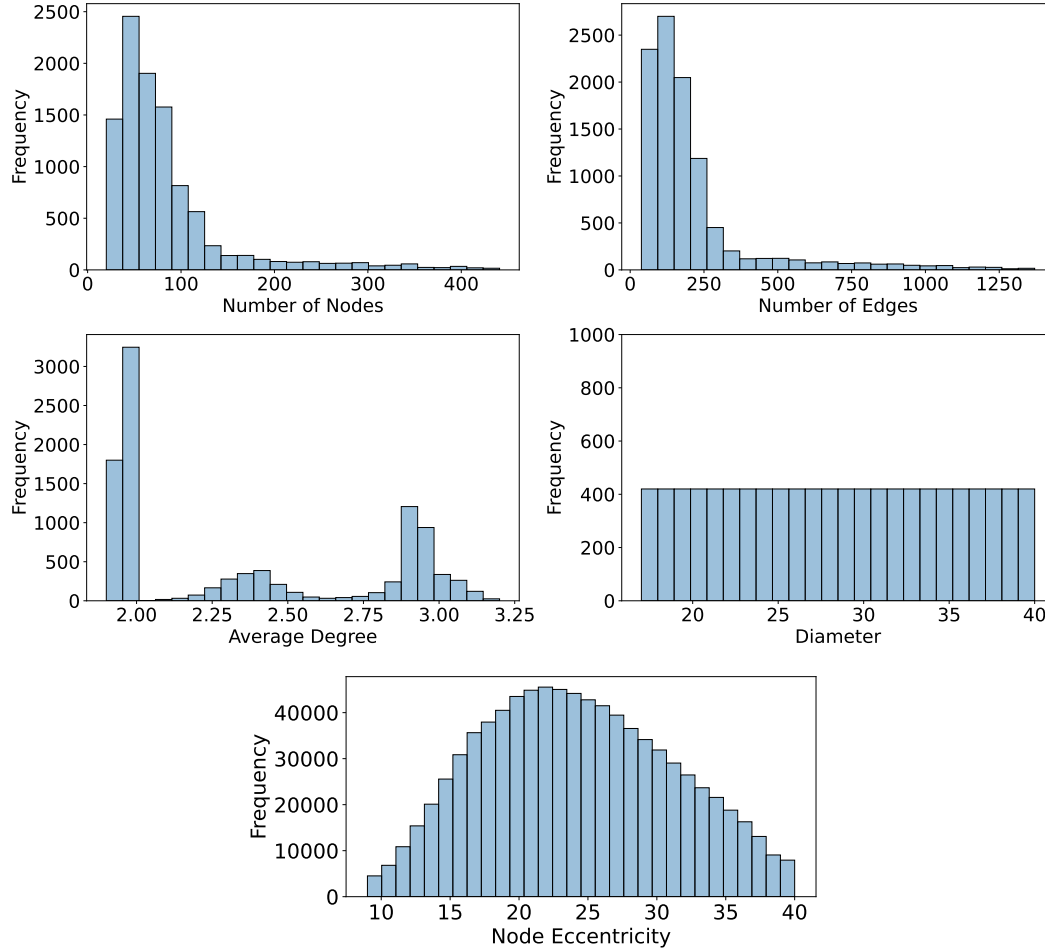 Frequency
2500
2000
1500
1000
500
0
0 100 200 300 400
Number of Nodes
Frequency
2500
2000
1500
1000
500
0
0 250 500 750 1000 1250
Number of Edges
Frequency
3000
2500
2000
1500
1000
500
0
2.00 2.25 2.50 2.75 3.00 3.25
Average Degree
Frequency
1000
800
600
400
200
0
20 25 30 35 40
Diameter
Frequency
40000
30000
20000
10000
0
10 15 20 25 30 35 40
Node Eccentricity